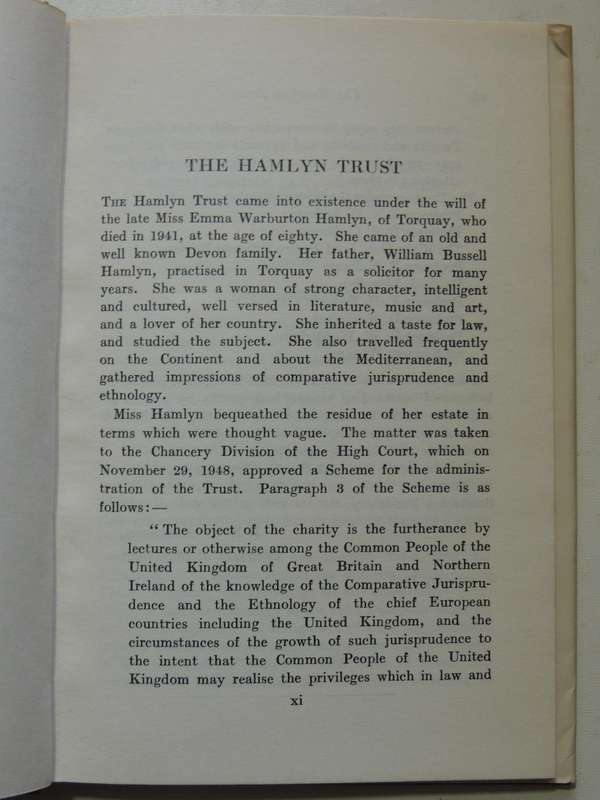 THE HAMLYN TRUST
THE Hamlyn Trust came into existence under the will of
the late Miss Emma Warburton Hamlyn, of Torquay, who
died in 1941, at the age of eighty. She came of an old and
well known Devon family. Her father, William Bussell
Hamlyn, practised in Torquay as a solicitor for many
years. She was a woman of strong character, intelligent
and cultured, well versed in literature, music and art,
and a lover of her country. She inherited a taste for law,
and studied the subject. She also travelled frequently
on the Continent and about the Mediterranean, and
gathered impressions of comparative jurisprudence and
ethnology.
Miss Hamlyn bequeathed the residue of her estate in
terms which were thought vague. The matter was taken
to the Chancery Division of the High Court, which on
November 29, 1948, approved a Scheme for the adminis-
tration of the Trust. Paragraph 3 of the Scheme is as
follows:—
“ The object of the charity is the furtherance by
lectures or otherwise among the Common People of the
United Kingdom of Great Britain and Northern
Ireland of the knowledge of the Comparative Jurispru-
dence and the Ethnology of the chief European
countries including the United Kingdom, and the
circumstances of the growth of such jurisprudence to
the intent that the Common People of the United
Kingdom may realise the privileges which in law and
xi